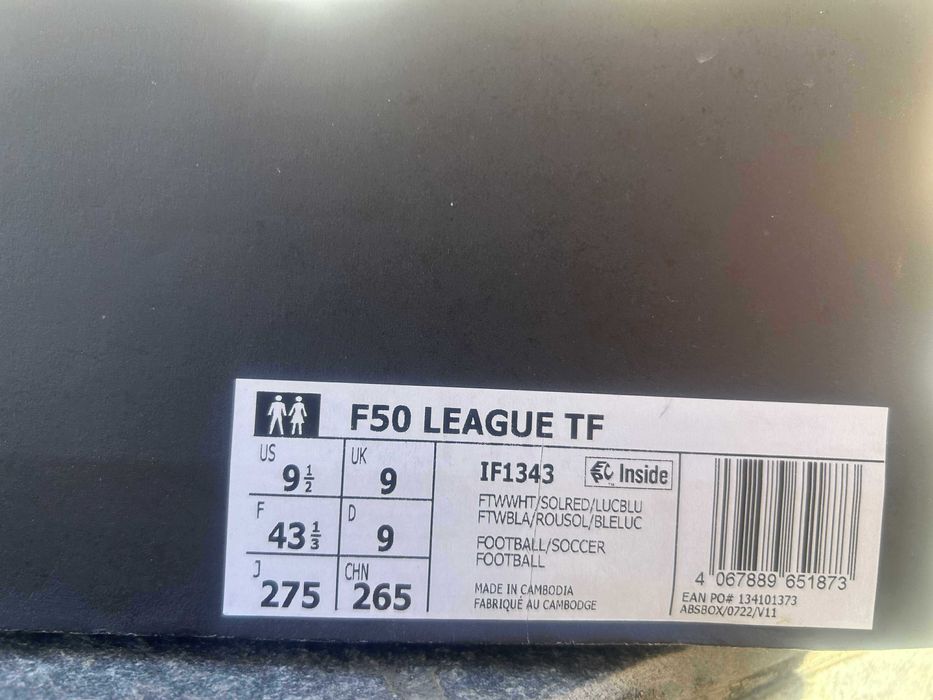 F50 LEAGUE TF
US 9 1/2
UK 9
F 43 1/3
D 9
J 275
CHN 265
IF1343
Inside
FTWWHT/SOLRED/LUCBLU
FTWBLA/ROUSOL/BLELUC
FOOTBALL/SOCCER
FOOTBALL
MADE IN CAMBODIA
FABRIQUÉ AU CAMBODGE
4 067889 651873
EAN PO# 134101373
ABSBOX/0722/V11